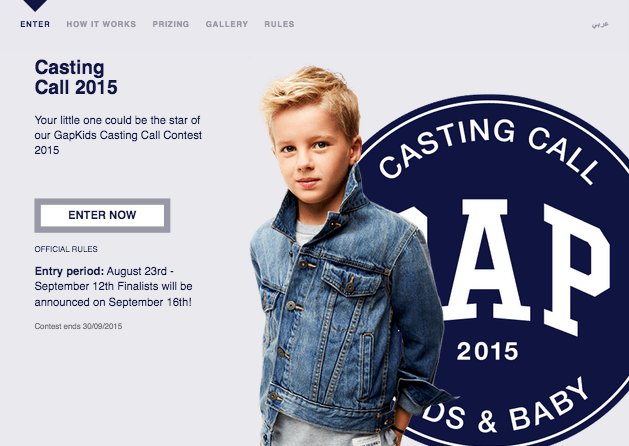 ENTER HOW IT WORKS PRIZING GALLERY RULES عربي
Casting
Call 2015
Your little one could be the star of
our GapKids Casting Call Contest
2015
ENTER NOW
OFFICIAL RULES
Entry period: August 23rd -
September 12th Finalists will be
announced on September 16th!
Contest ends 30/09/2015
CASTING CALL
GAP
2015
DS & BABY